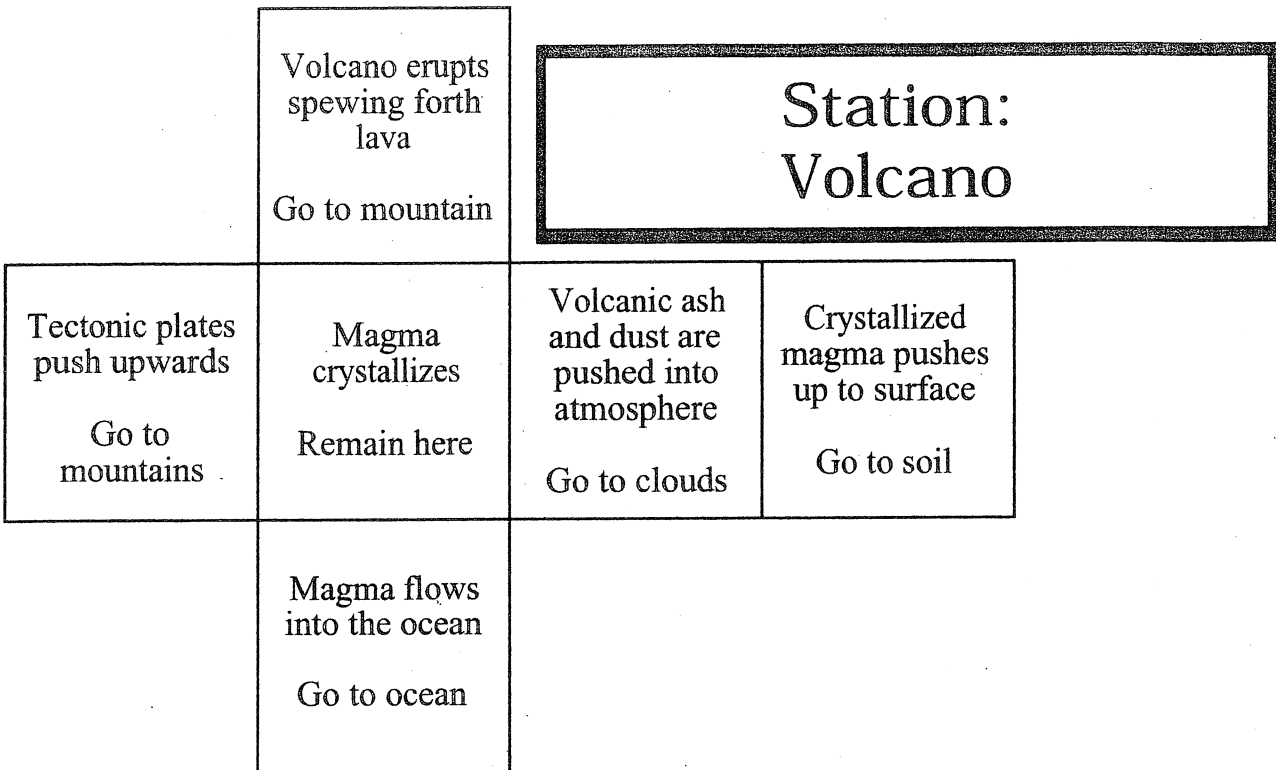 Volcano erupts
spewing forth
lava
Go to mountain
Station:
Volcano
Tectonic plates
push upwards
Go to
mountains
Magma
crystallizes
Remain here
Volcanic ash
and dust are
pushed into
atmosphere
Go to clouds
Crystallized
magma pushes
up to surface
Go to soil
Magma flows
into the ocean
Go to ocean